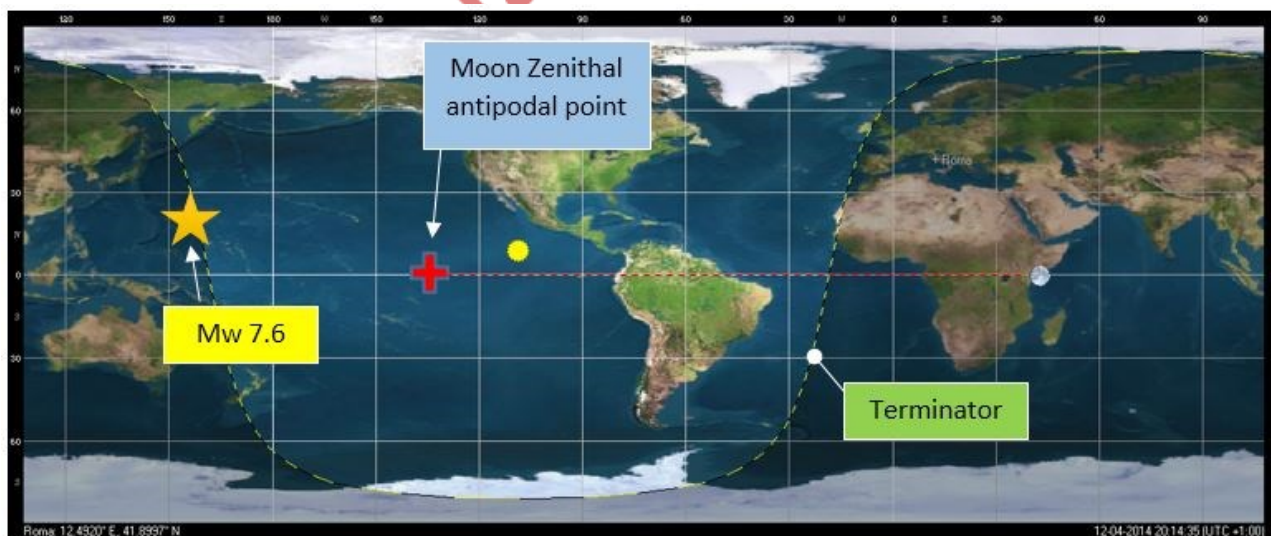 120 150 E W 150 120 90 60 30 W 0 E 30 60 90
Moon Zenithal
antipodal point
N
60
+Roma
30
N
0
Mw 7.6
S
30
Terminator
60
S
Roma: 12.4920° E, 41.8997° N
12-04-2014 20:14:35 (UTC +1:00)